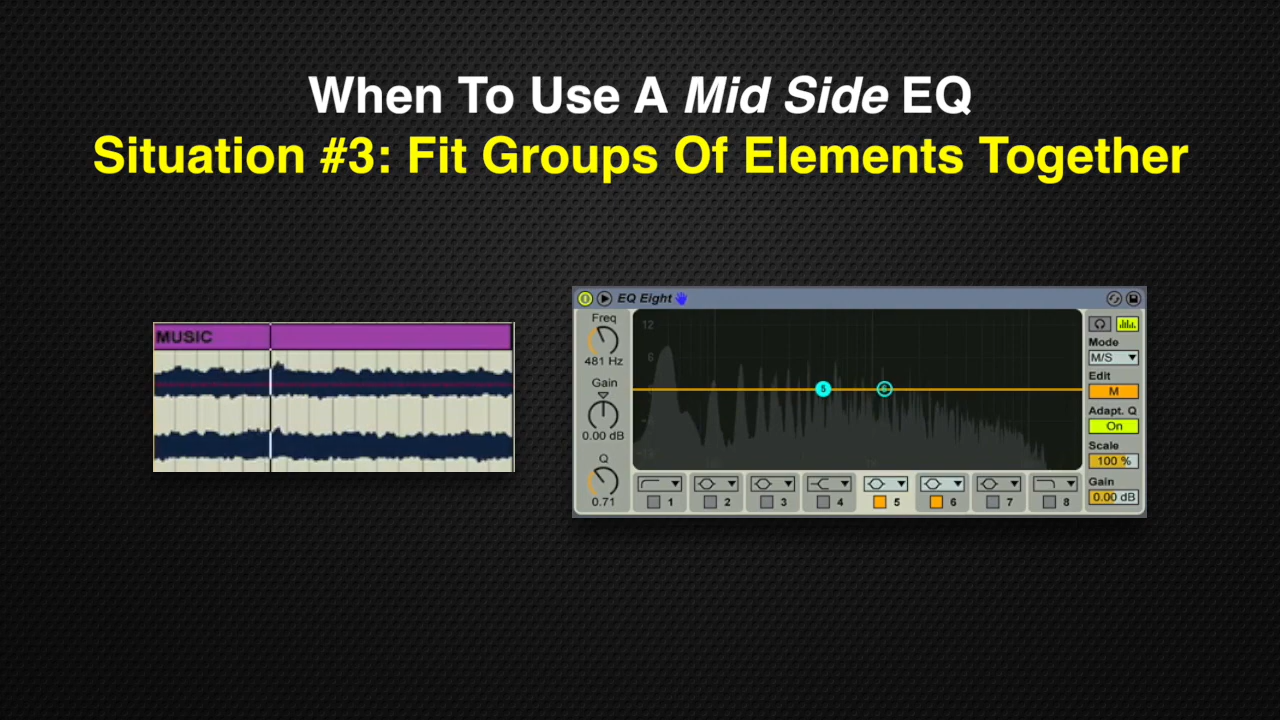 When To Use A Mid Side EQ
Situation #3: Fit Groups Of Elements Together
MUSIC
EQ Eight
Freq
481 Hz
Gain
0.00 dB
Q
0.71
12
6
5
6
Mode
M/S
Edit
M
Adapt. Q
On
Scale
100 %
Gain
0.00 dB
1 2 3 4 5 6 7 8